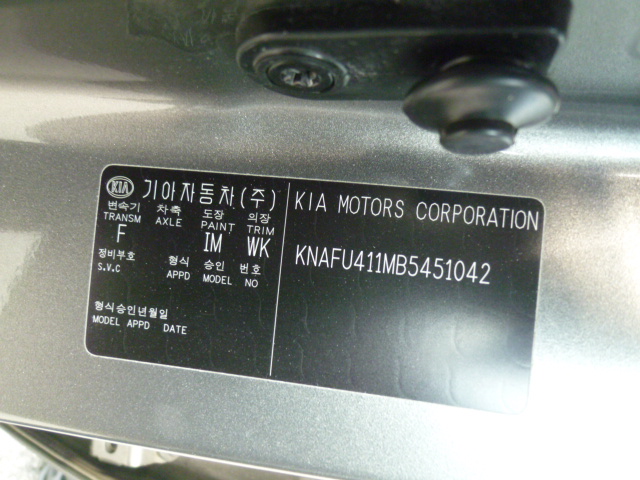 KIA 기아자동차(주)
변속기 차축 도장 의장
TRANSM AXLE PAINT TRIM
F IM WK
정비부호 형식 승인 번호
S.V.C APPD MODEL NO
형식승인년월일
MODEL APPD DATE
KIA MOTORS CORPORATION
KNAFU411MB5451042